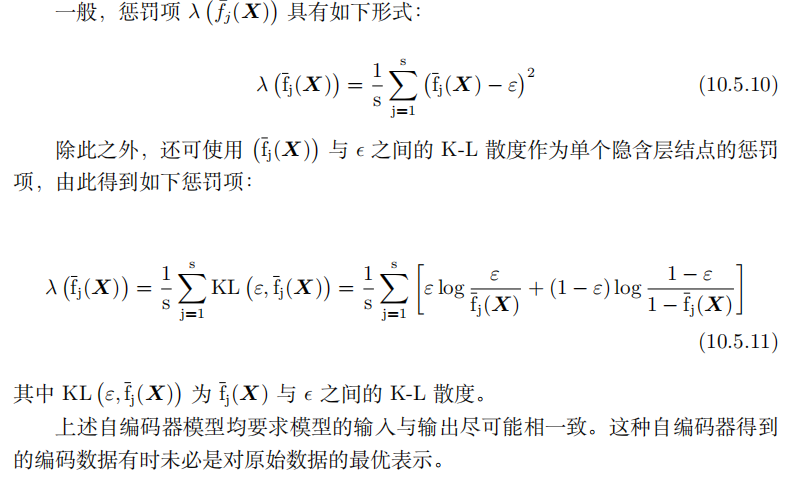 一般，惩罚项 λ(f̄ⱼ(X)) 具有如下形式：
λ(f̄ⱼ(X)) = 1/s ∑_{j=1}^{s} (f̄ⱼ(X) − ε)² (10.5.10)
除此之外，还可使用 (f̄ⱼ(X)) 与 ϵ 之间的 K-L 散度作为单个隐含层结点的惩罚
项，由此得到如下惩罚项：
λ(f̄ⱼ(X)) = 1/s ∑_{j=1}^{s} KL(ε, f̄ⱼ(X)) = 1/s ∑_{j=1}^{s} [ε log ε/f̄ⱼ(X) + (1 − ε) log (1 − ε)/(1 − f̄ⱼ(X))]
(10.5.11)
其中 KL(ε, f̄ⱼ(X)) 为 f̄ⱼ(X) 与 ϵ 之间的 K-L 散度。
上述自编码器模型均要求模型的输入与输出尽可能相一致。这种自编码器得到
的编码数据有时未必是对原始数据的最优表示。